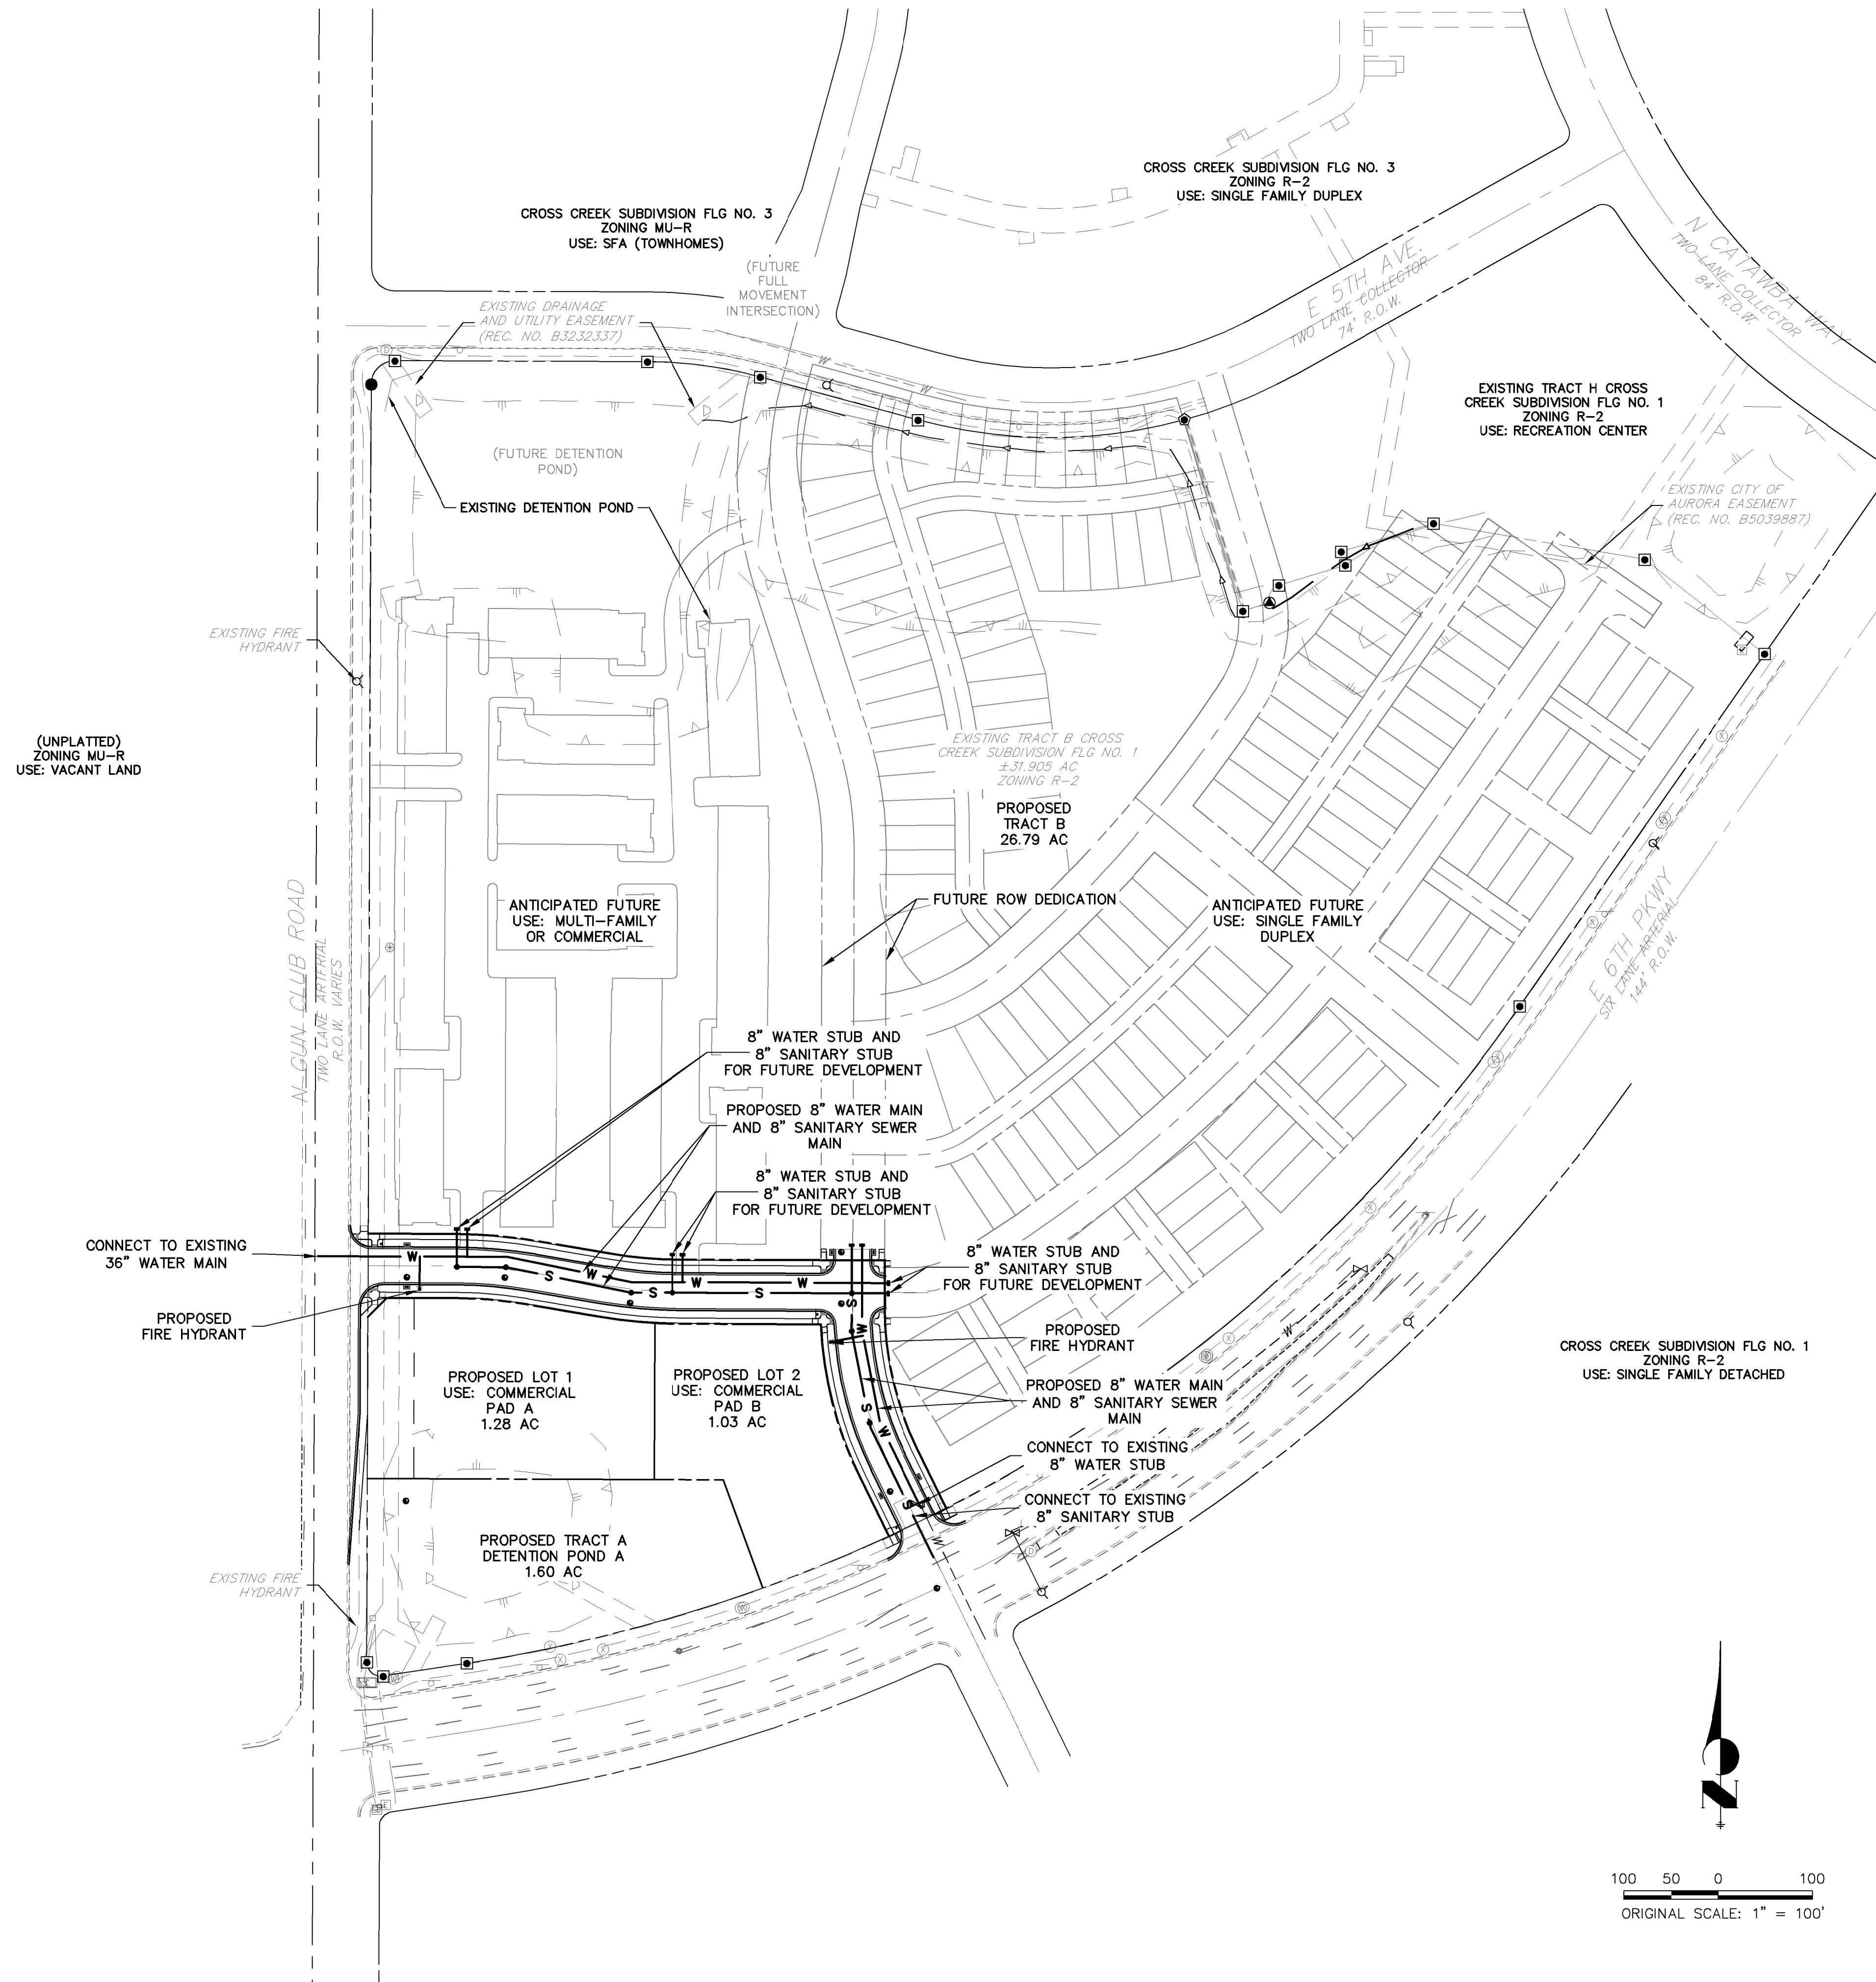 CROSS CREEK SUBDIVISION FLG NO. 3
ZONING R-2
USE: SINGLE FAMILY DUPLEX
CROSS CREEK SUBDIVISION FLG NO. 3
ZONING MU-R
USE: SFA (TOWNHOMES)
(FUTURE
FULL
MOVEMENT
INTERSECTION)
N CATAWBA WAY
TWO LANE COLLECTOR
84' R.O.W.
E 5TH AVE.
TWO LANE COLLECTOR
74' R.O.W.
EXISTING DRAINAGE
AND UTILITY EASEMENT
(REC. NO. B3232337)
W
W
EXISTING TRACT H CROSS
CREEK SUBDIVISION FLG NO. 1
ZONING R-2
USE: RECREATION CENTER
(FUTURE DETENTION
POND)
EXISTING DETENTION POND
EXISTING CITY OF
AURORA EASEMENT
(REC. NO. B5039887)
EXISTING FIRE
HYDRANT
(UNPLATTED)
ZONING MU-R
USE: VACANT LAND
EXISTING TRACT B CROSS
CREEK SUBDIVISION FLG NO. 1
±31.905 AC
ZONING R-2
PROPOSED
TRACT B
26.79 AC
N GUN CLUB ROAD
TWO LANE ARTERIAL
R.O.W. VARIES
ANTICIPATED FUTURE
USE: MULTI-FAMILY
OR COMMERCIAL
FUTURE ROW DEDICATION
ANTICIPATED FUTURE
USE: SINGLE FAMILY
DUPLEX
E 6TH PKWY
SIX LANE ARTERIAL
144' R.O.W.
8" WATER STUB AND
8" SANITARY STUB
FOR FUTURE DEVELOPMENT
PROPOSED 8" WATER MAIN
AND 8" SANITARY SEWER
MAIN
8" WATER STUB AND
8" SANITARY STUB
FOR FUTURE DEVELOPMENT
CONNECT TO EXISTING
36" WATER MAIN
W
S
W
S
W
S
W
S
8" WATER STUB AND
8" SANITARY STUB
FOR FUTURE DEVELOPMENT
PROPOSED
FIRE HYDRANT
W
PROPOSED
FIRE HYDRANT
W
CROSS CREEK SUBDIVISION FLG NO. 1
ZONING R-2
USE: SINGLE FAMILY DETACHED
PROPOSED LOT 1
USE: COMMERCIAL
PAD A
1.28 AC
PROPOSED LOT 2
USE: COMMERCIAL
PAD B
1.03 AC
PROPOSED 8" WATER MAIN
AND 8" SANITARY SEWER
MAIN
S
W
CONNECT TO EXISTING
8" WATER STUB
S
CONNECT TO EXISTING
8" SANITARY STUB
W
PROPOSED TRACT A
DETENTION POND A
1.60 AC
EXISTING FIRE
HYDRANT
N
100 50 0 100
ORIGINAL SCALE: 1" = 100'